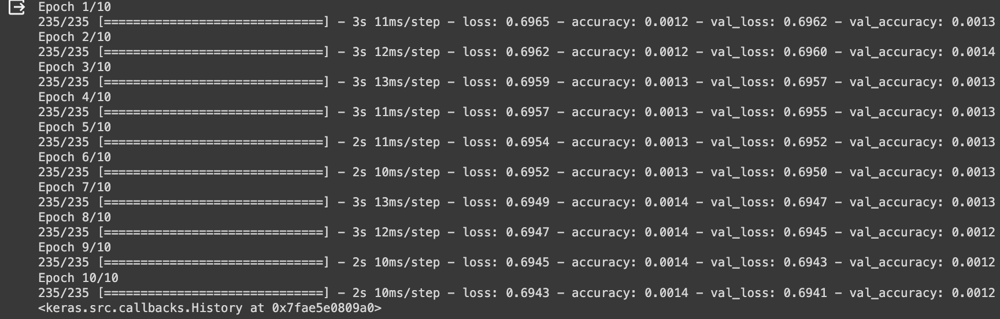 Epoch 1/10
235/235 [==============================] - 3s 11ms/step - loss: 0.6965 - accuracy: 0.0012 - val_loss: 0.6962 - val_accuracy: 0.0013
Epoch 2/10
235/235 [==============================] - 3s 12ms/step - loss: 0.6962 - accuracy: 0.0012 - val_loss: 0.6960 - val_accuracy: 0.0014
Epoch 3/10
235/235 [==============================] - 3s 13ms/step - loss: 0.6959 - accuracy: 0.0013 - val_loss: 0.6957 - val_accuracy: 0.0013
Epoch 4/10
235/235 [==============================] - 3s 11ms/step - loss: 0.6957 - accuracy: 0.0013 - val_loss: 0.6955 - val_accuracy: 0.0013
Epoch 5/10
235/235 [==============================] - 2s 11ms/step - loss: 0.6954 - accuracy: 0.0013 - val_loss: 0.6952 - val_accuracy: 0.0013
Epoch 6/10
235/235 [==============================] - 2s 10ms/step - loss: 0.6952 - accuracy: 0.0013 - val_loss: 0.6950 - val_accuracy: 0.0013
Epoch 7/10
235/235 [==============================] - 3s 13ms/step - loss: 0.6949 - accuracy: 0.0014 - val_loss: 0.6947 - val_accuracy: 0.0013
Epoch 8/10
235/235 [==============================] - 3s 12ms/step - loss: 0.6947 - accuracy: 0.0014 - val_loss: 0.6945 - val_accuracy: 0.0012
Epoch 9/10
235/235 [==============================] - 2s 10ms/step - loss: 0.6945 - accuracy: 0.0014 - val_loss: 0.6943 - val_accuracy: 0.0012
Epoch 10/10
235/235 [==============================] - 2s 10ms/step - loss: 0.6943 - accuracy: 0.0014 - val_loss: 0.6941 - val_accuracy: 0.0012
<keras.src.callbacks.History at 0x7fae5e0809a0>